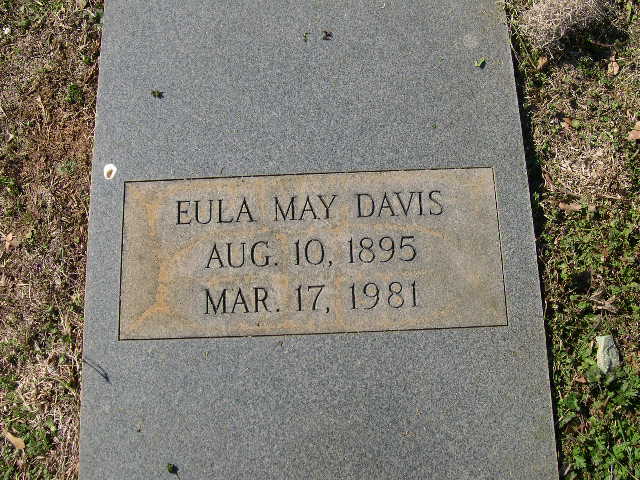 EULA MAY DAVIS
AUG. 10, 1895
MAR. 17, 1981